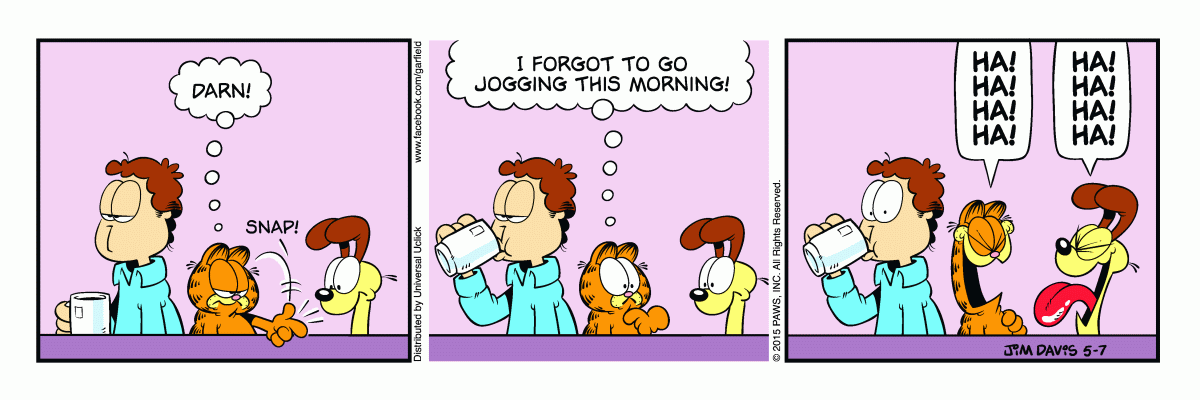 DARN!
SNAP!
www.facebook.com/garfield
Distributed by Universal Uclick
I FORGOT TO GO
JOGGING THIS MORNING!
© 2015 PAWS, INC. All Rights Reserved.
HA!
HA!
HA!
HA!
HA!
HA!
HA!
HA!
JIM DAVIS 5-7